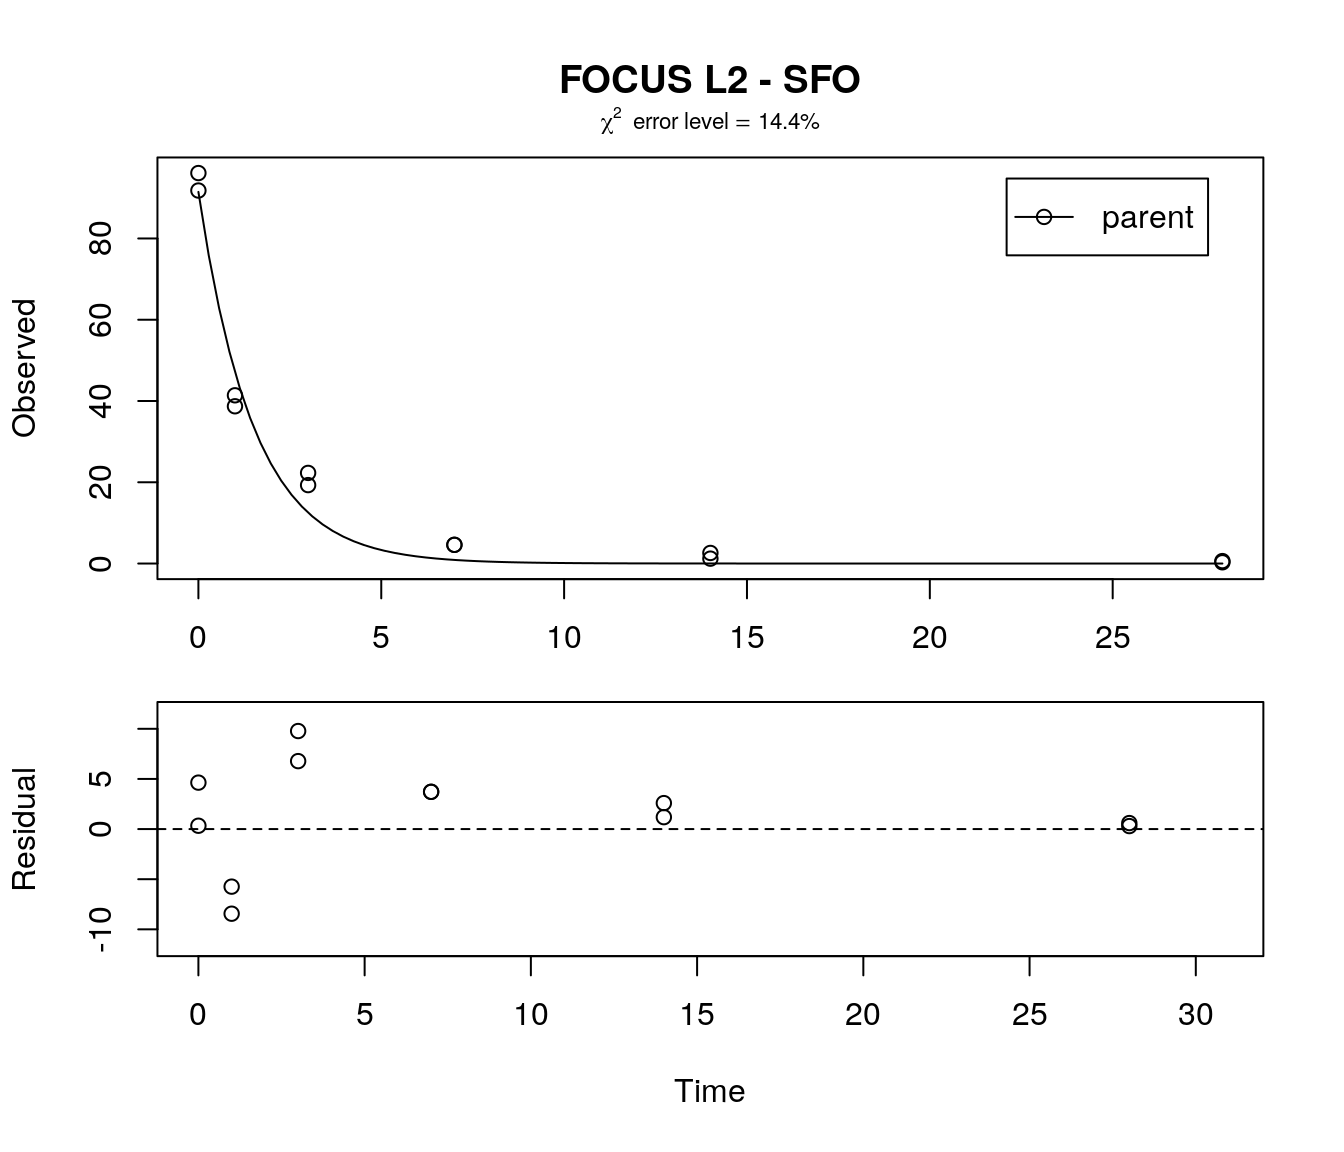 FOCUS L2 - SFO
χ² error level = 14.4%
parent
Observed
80
60
40
20
0
0 5 10 15 20 25
Residual
5
0
-10
0 5 10 15 20 25 30
Time